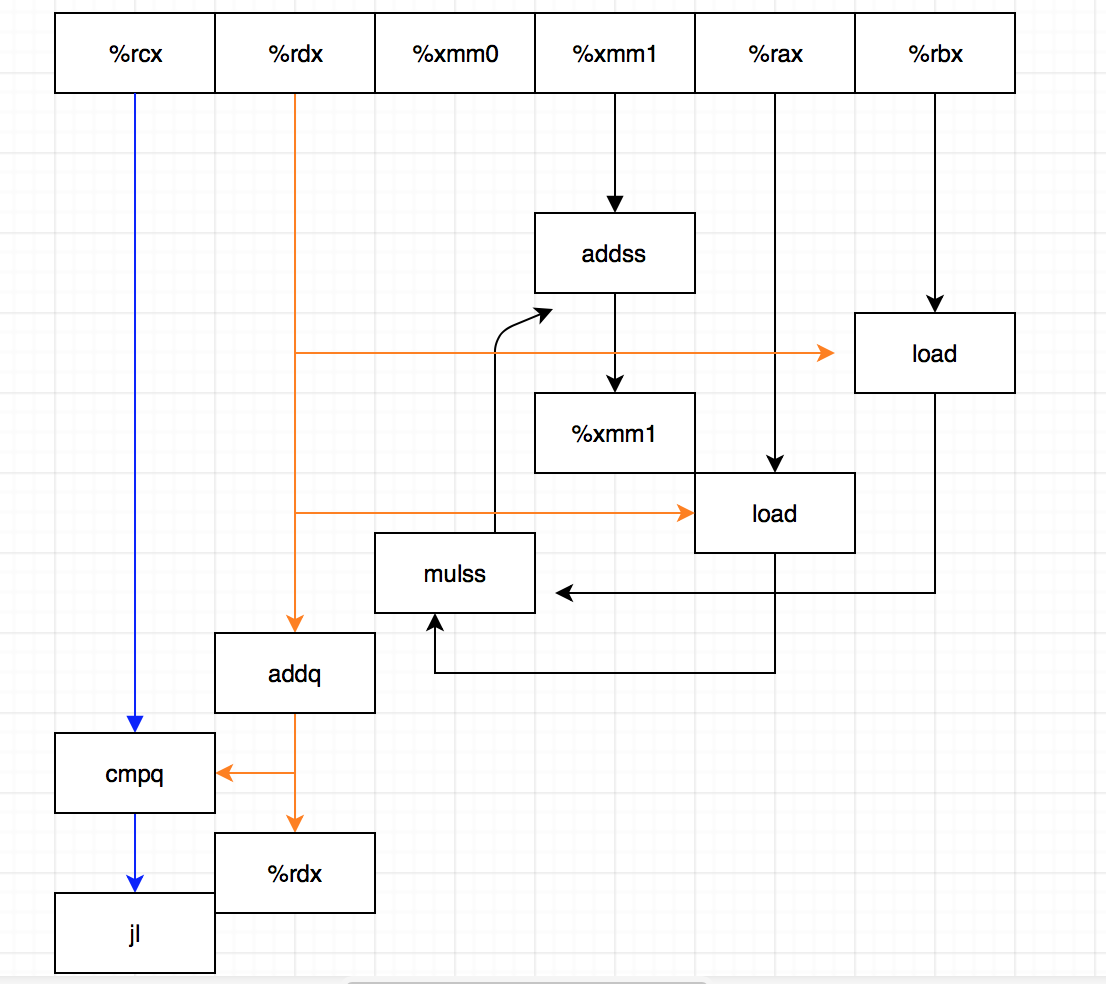 %rcx %rdx %xmm0 %xmm1 %rax %rbx
addss
load
%xmm1
load
mulss
addq
cmpq
%rdx
jl